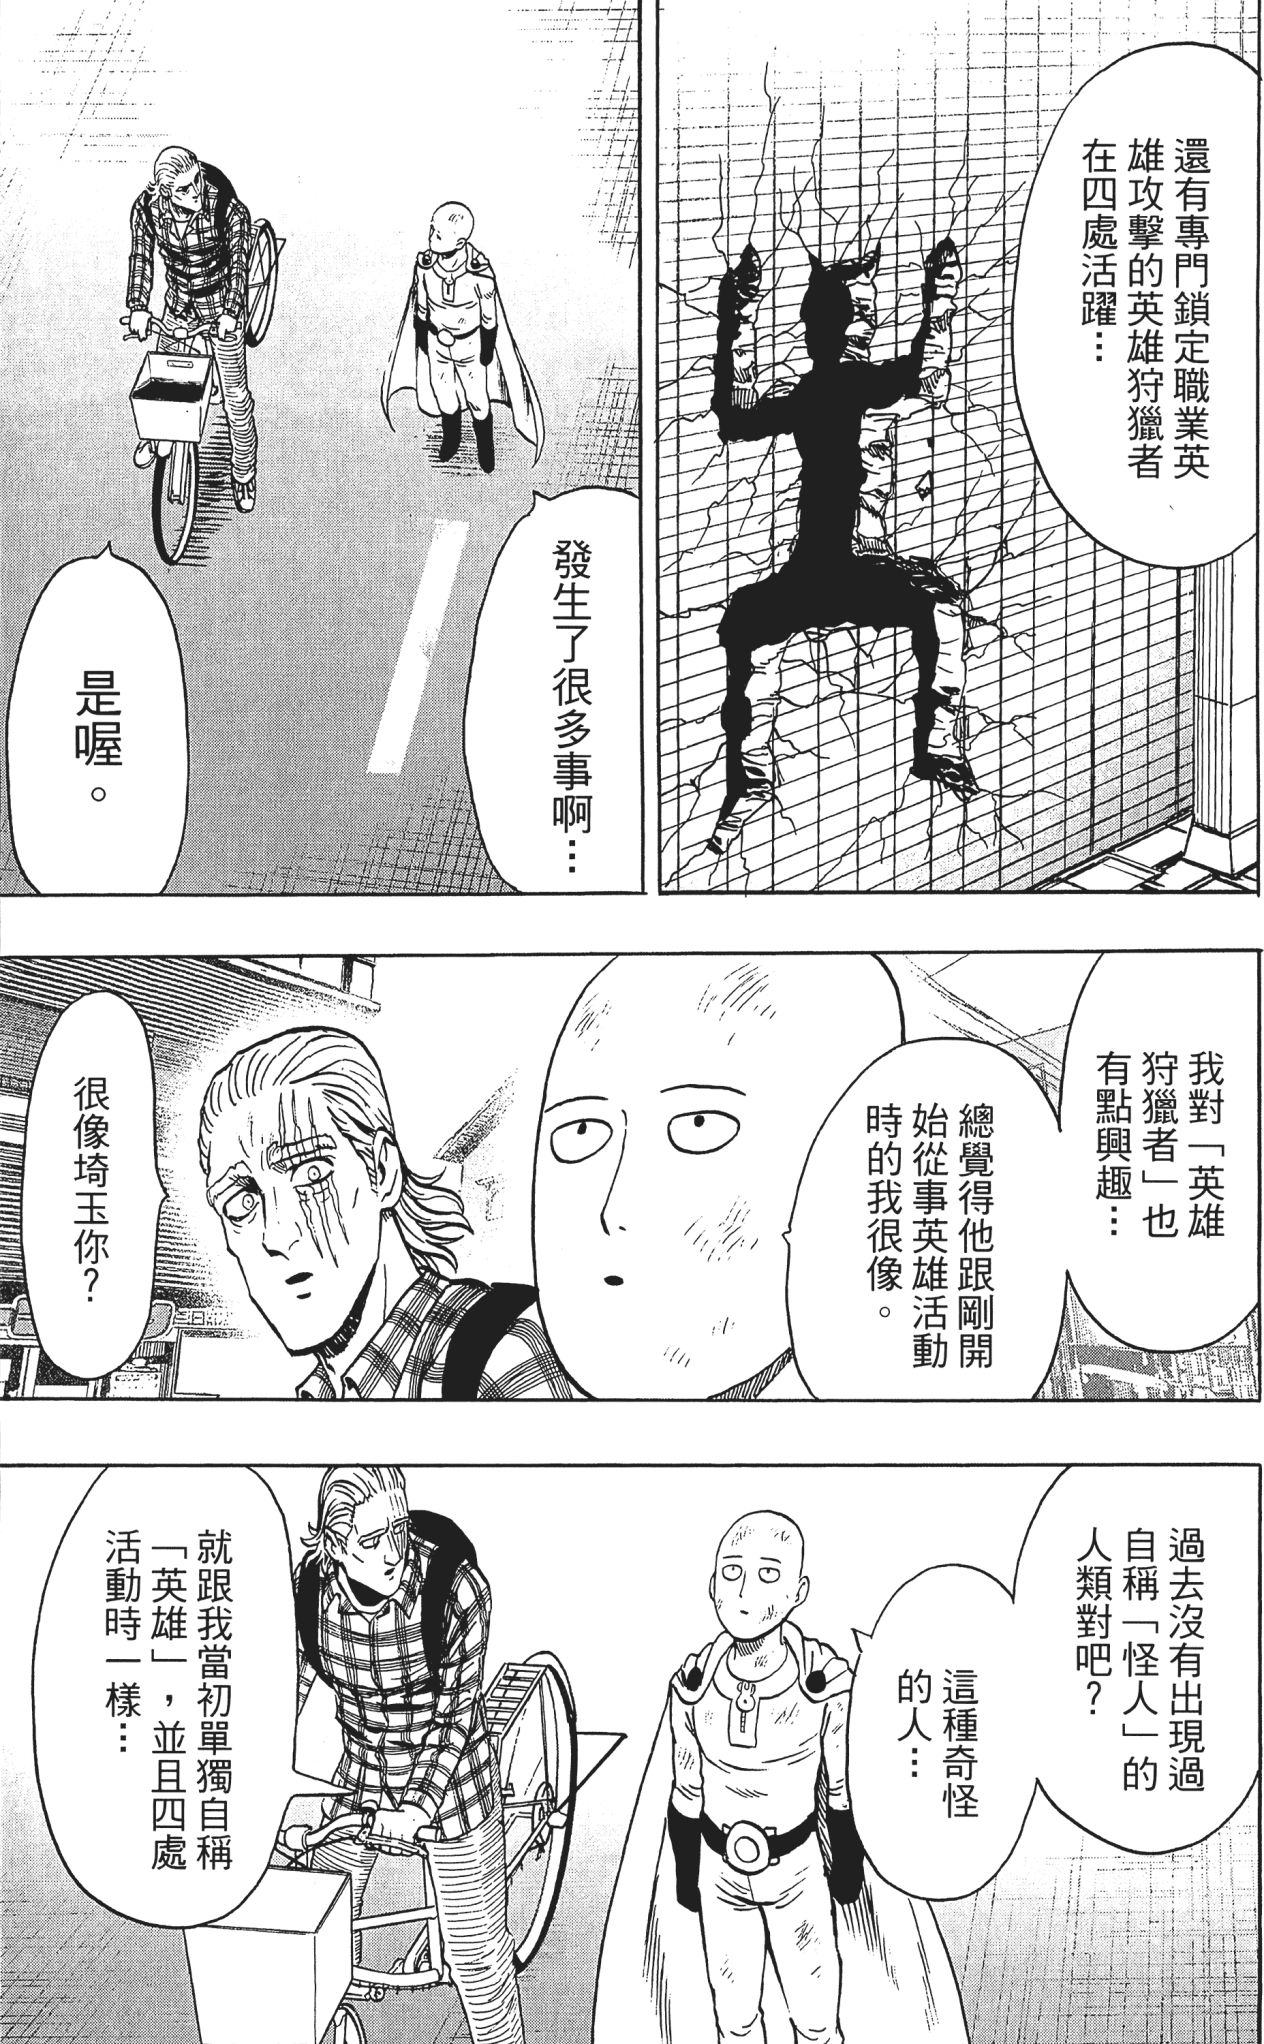 還有專門鎖定職業英
雄攻擊的英雄狩獵者
在四處活躍…
發生了很多事啊…
是喔。
我對「英雄
狩獵者」也
有點興趣…
總覺得他跟剛開
始從事英雄活動
時的我很像。
很像埼玉你?
過去沒有出現過
自稱「怪人」的
人類對吧?
這種奇怪
的人…
就跟我當初單獨自稱
「英雄」，並且四處
活動時一樣…